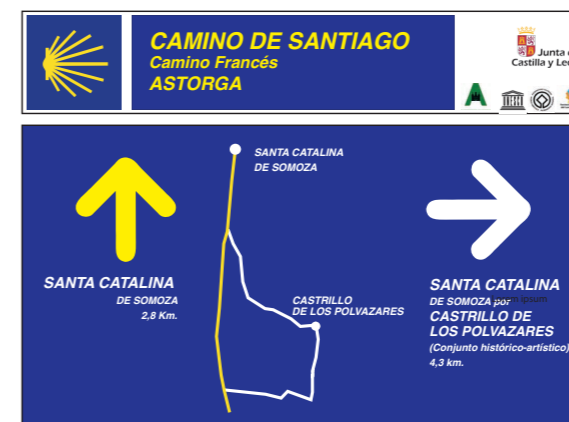 CAMINO DE SANTIAGO
Camino Francés
ASTORGA
Junta
Castilla y Le
SANTA CATALINA
DE SOMOZA
2,8 Km.
SANTA CATALINA
DE SOMOZA
CASTRILLO
DE LOS POLVAZARES
SANTA CATALINA
DE SOMOZA por
ipsum
CASTRILLO DE
LOS POLVAZARES
(Conjunto histórico-artístico)
4,3 km.